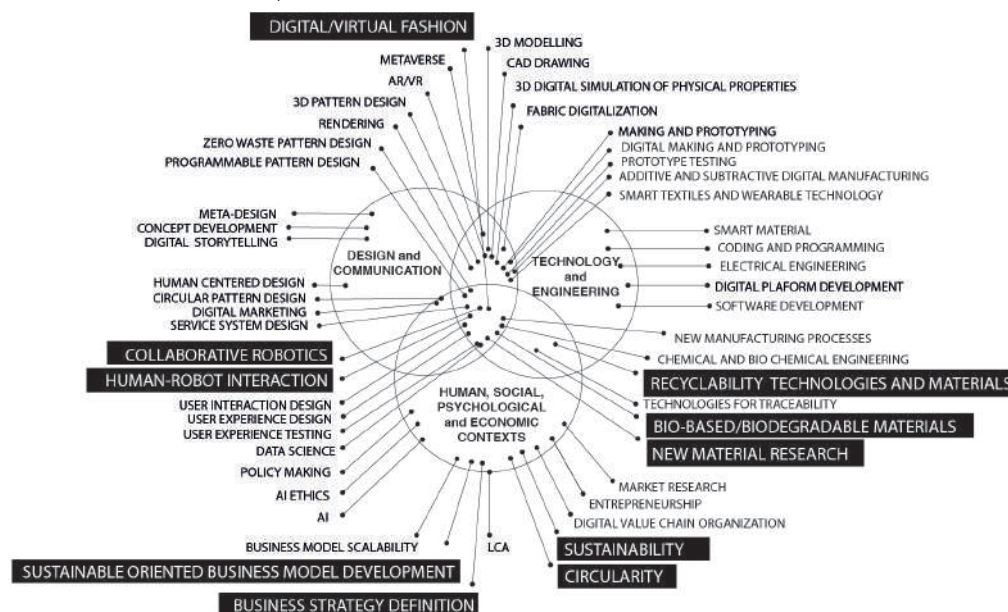 DIGITAL/VIRTUAL FASHION
3D MODELLING
METAVERSE
CAD DRAWING
AR/VR
3D DIGITAL SIMULATION OF PHYSICAL PROPERTIES
3D PATTERN DESIGN
FABRIC DIGITALIZATION
RENDERING
MAKING AND PROTOTYPING
ZERO WASTE PATTERN DESIGN
DIGITAL MAKING AND PROTOTYPING
PROGRAMMABLE PATTERN DESIGN
PROTOTYPE TESTING
ADDITIVE AND SUBTRACTIVE DIGITAL MANUFACTURING
SMART TEXTILES AND WEARABLE TECHNOLOGY
META-DESIGN
CONCEPT DEVELOPMENT
DIGITAL STORYTELLING
SMART MATERIAL
CODING AND PROGRAMMING
ELECTRICAL ENGINEERING
DIGITAL PLAFORM DEVELOPMENT
SOFTWARE DEVELOPMENT
DESIGN and
COMMUNICATION
TECHNOLOGY
and
ENGINEERING
HUMAN CENTERED DESIGN
CIRCULAR PATTERN DESIGN
DIGITAL MARKETING
SERVICE SYSTEM DESIGN
NEW MANUFACTURING PROCESSES
COLLABORATIVE ROBOTICS
CHEMICAL AND BIO CHEMICAL ENGINEERING
HUMAN-ROBOT INTERACTION
RECYCLABILITY TECHNOLOGIES AND MATERIALS
HUMAN, SOCIAL,
PSYCHOLOGICAL
and ECONOMIC
CONTEXTS
USER INTERACTION DESIGN
TECHNOLOGIES FOR TRACEABILITY
USER EXPERIENCE DESIGN
BIO-BASED/BIODEGRADABLE MATERIALS
USER EXPERIENCE TESTING
DATA SCIENCE
NEW MATERIAL RESEARCH
POLICY MAKING
MARKET RESEARCH
AI ETHICS
ENTREPRENEURSHIP
AI
DIGITAL VALUE CHAIN ORGANIZATION
BUSINESS MODEL SCALABILITY
LCA
SUSTAINABILITY
SUSTAINABLE ORIENTED BUSINESS MODEL DEVELOPMENT
CIRCULARITY
BUSINESS STRATEGY DEFINITION